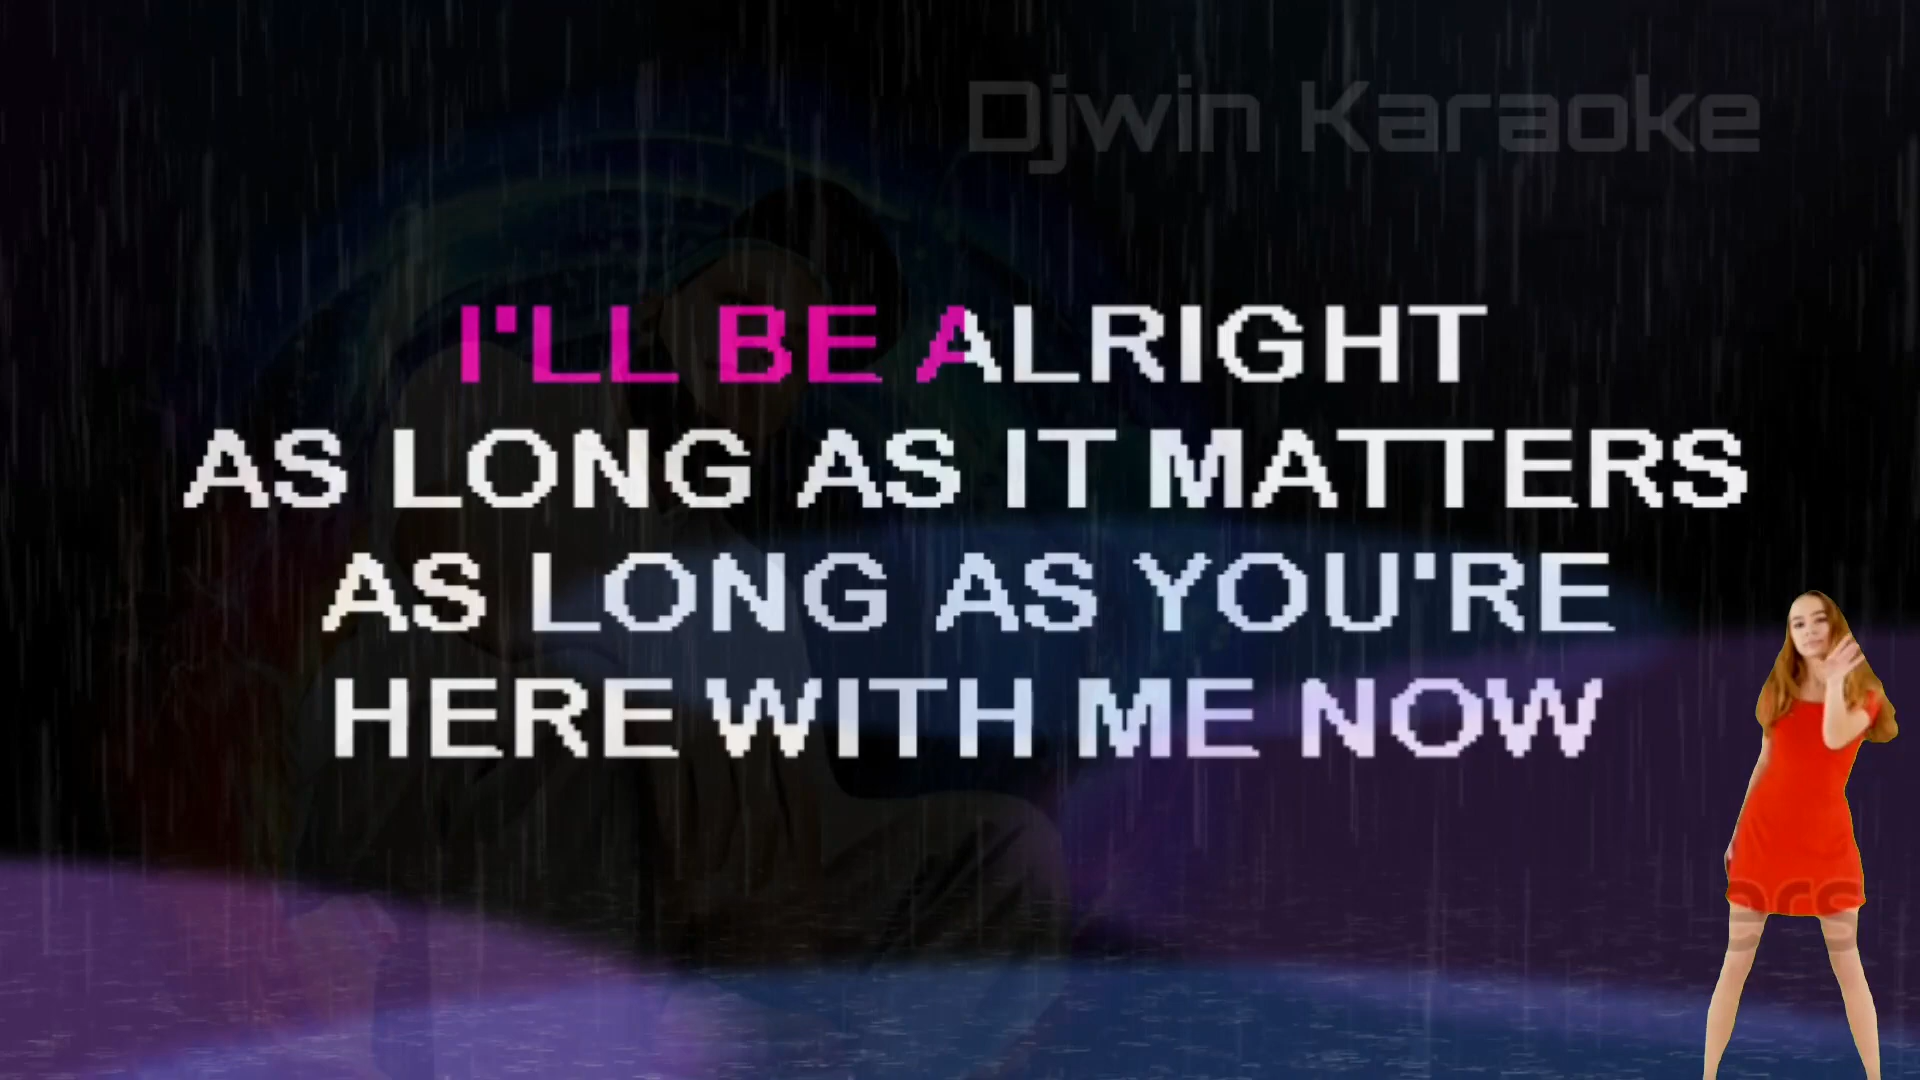 Djwin Karaoke
I'LL BE ALRIGHT
AS LONG AS IT MATTERS
AS LONG AS YOU'RE
HERE WITH ME NOW